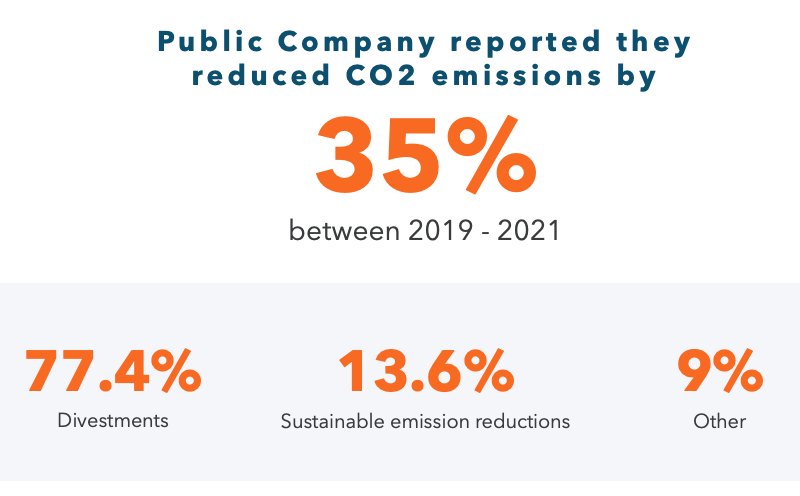 Public Company reported they
reduced CO2 emissions by
35%
between 2019 - 2021
77.4%
Divestments
13.6%
Sustainable emission reductions
9%
Other